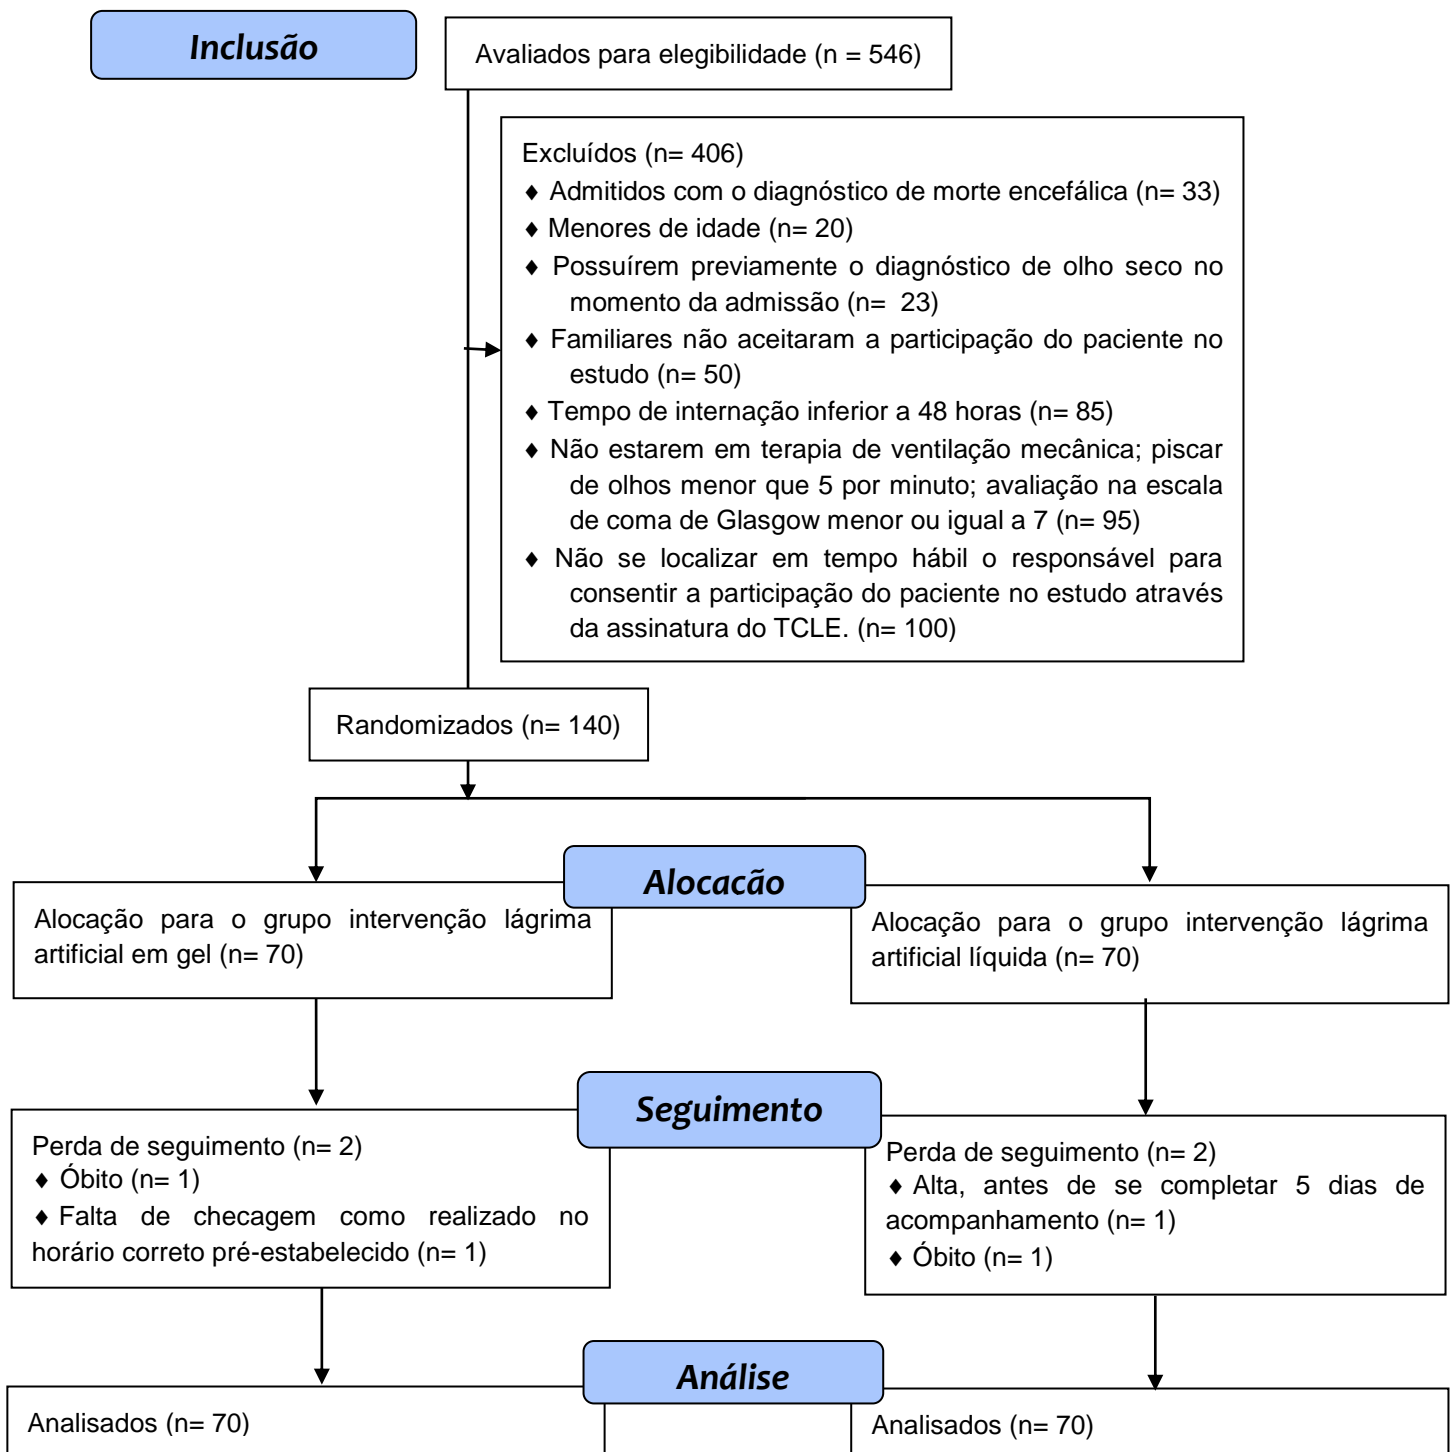 Inclusão
Avaliados para elegibilidade (n = 546)
Excluídos (n= 406)
♦ Admitidos com o diagnóstico de morte encefálica (n= 33)
♦ Menores de idade (n= 20)
♦ Possuírem previamente o diagnóstico de olho seco no
momento da admissão (n= 23)
♦ Familiares não aceitaram a participação do paciente no
estudo (n= 50)
♦ Tempo de internação inferior a 48 horas (n= 85)
♦ Não estarem em terapia de ventilação mecânica; piscar
de olhos menor que 5 por minuto; avaliação na escala
de coma de Glasgow menor ou igual a 7 (n= 95)
♦ Não se localizar em tempo hábil o responsável para
consentir a participação do paciente no estudo através
da assinatura do TCLE. (n= 100)
Randomizados (n= 140)
Alocacão
Alocação para o grupo intervenção lágrima
artificial em gel (n= 70)
Alocação para o grupo intervenção lágrima
artificial líquida (n= 70)
Seguimento
Perda de seguimento (n= 2)
♦ Óbito (n= 1)
♦ Falta de checagem como realizado no
horário correto pré-estabelecido (n= 1)
Perda de seguimento (n= 2)
♦ Alta, antes de se completar 5 dias de
acompanhamento (n= 1)
♦ Óbito (n= 1)
Análise
Analisados (n= 70)
Analisados (n= 70)